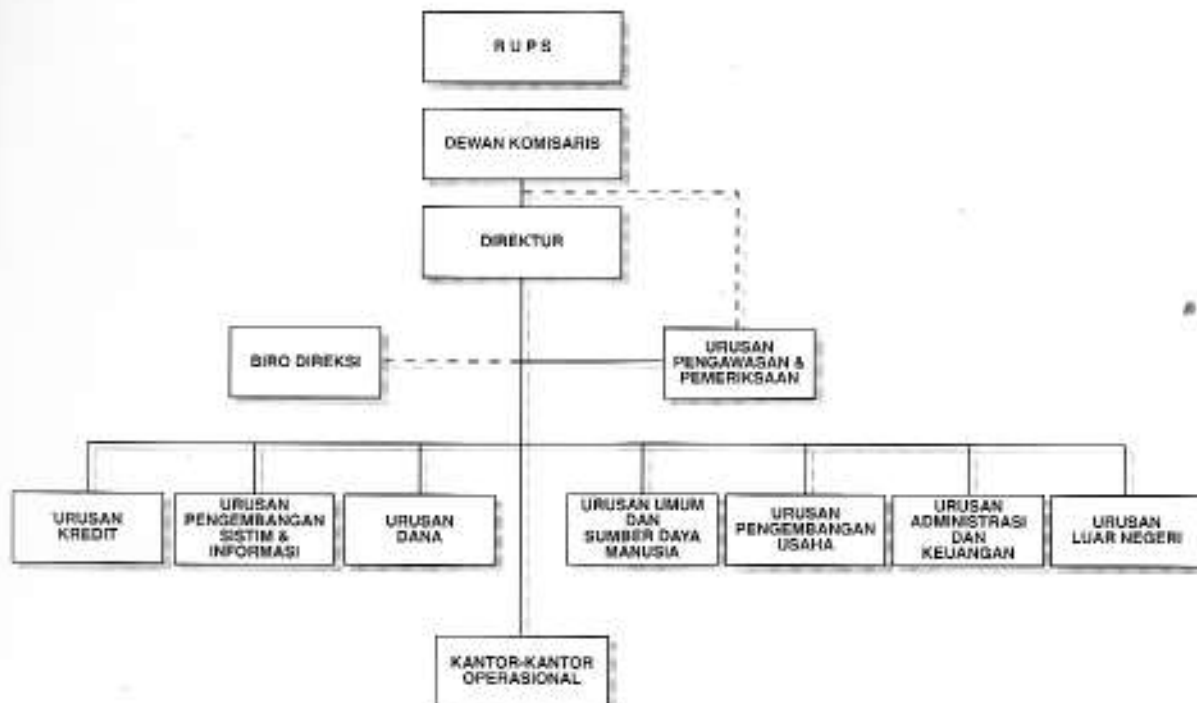 R U P S
DEWAN KOMISARIS
DIREKTUR
BIRO DIREKSI
URUSAN
PENGAWASAN &
PEMERIKSAAN
URUSAN
KREDIT
URUSAN
PENGEMBANGAN
SISTIM &
INFORMASI
URUSAN
DANA
URUSAN UMUM
DAN
SUMBER DAYA
MANUSIA
URUSAN
PENGEMBANGAN
USAHA
URUSAN
ADMINISTRASI
DAN
KEUANGAN
URUSAN
LUAR NEGERI
KANTOR-KANTOR
OPERASIONAL